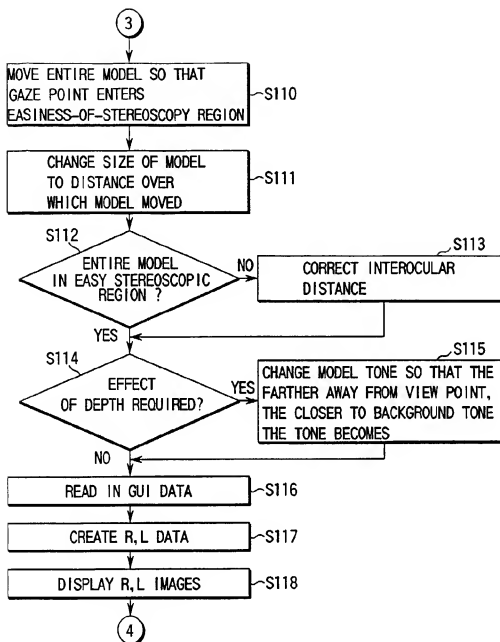 3
MOVE ENTIRE MODEL SO THAT
GAZE POINT ENTERS
EASINESS-OF-STEREOSCOPY REGION
S110
CHANGE SIZE OF MODEL
TO DISTANCE OVER
WHICH MODEL MOVED
S111
S112
ENTIRE MODEL
IN EASY STEREOSCOPIC
REGION ?
NO
S113
CORRECT INTEROCULAR
DISTANCE
YES
S114
EFFECT
OF DEPTH REQUIRED?
YES
S115
CHANGE MODEL TONE SO THAT THE
FARTHER AWAY FROM VIEW POINT,
THE CLOSER TO BACKGROUND TONE
THE TONE BECOMES
NO
READ IN GUI DATA
S116
CREATE R,L DATA
S117
DISPLAY R,L IMAGES
S118
4